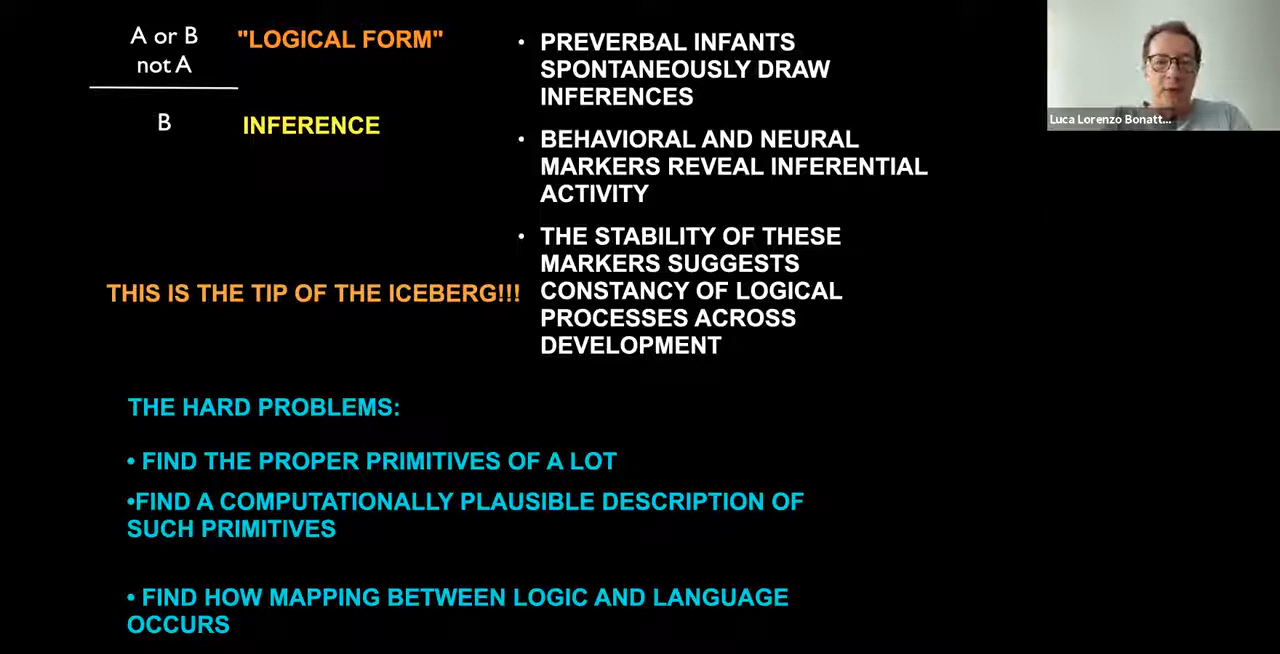 A or B
not A
"LOGICAL FORM"
B
INFERENCE
• PREVERBAL INFANTS
SPONTANEOUSLY DRAW
INFERENCES
• BEHAVIORAL AND NEURAL
MARKERS REVEAL INFERENTIAL
ACTIVITY
• THE STABILITY OF THESE
MARKERS SUGGESTS
CONSTANCY OF LOGICAL
PROCESSES ACROSS
DEVELOPMENT
THIS IS THE TIP OF THE ICEBERG!!!
THE HARD PROBLEMS:
• FIND THE PROPER PRIMITIVES OF A LOT
•FIND A COMPUTATIONALLY PLAUSIBLE DESCRIPTION OF
SUCH PRIMITIVES
• FIND HOW MAPPING BETWEEN LOGIC AND LANGUAGE
OCCURS
Luca Lorenzo Bonatt...